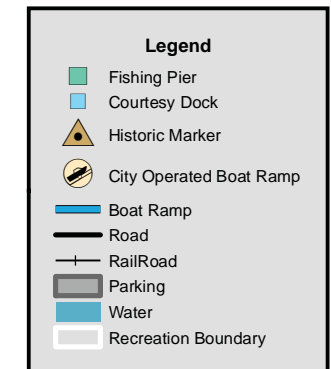 Legend
Fishing Pier
Courtesy Dock
Historic Marker
City Operated Boat Ramp
Boat Ramp
Road
RailRoad
Parking
Water
Recreation Boundary